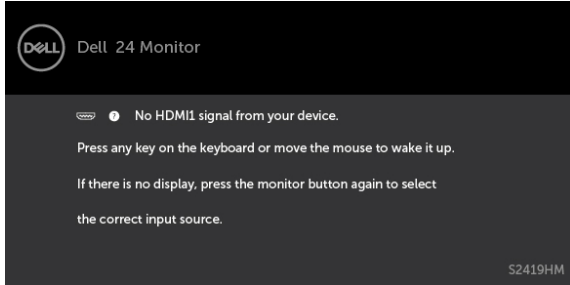 DELL
Dell 24 Monitor
? No HDMI1 signal from your device.
Press any key on the keyboard or move the mouse to wake it up.
If there is no display, press the monitor button again to select
the correct input source.
S2419HM